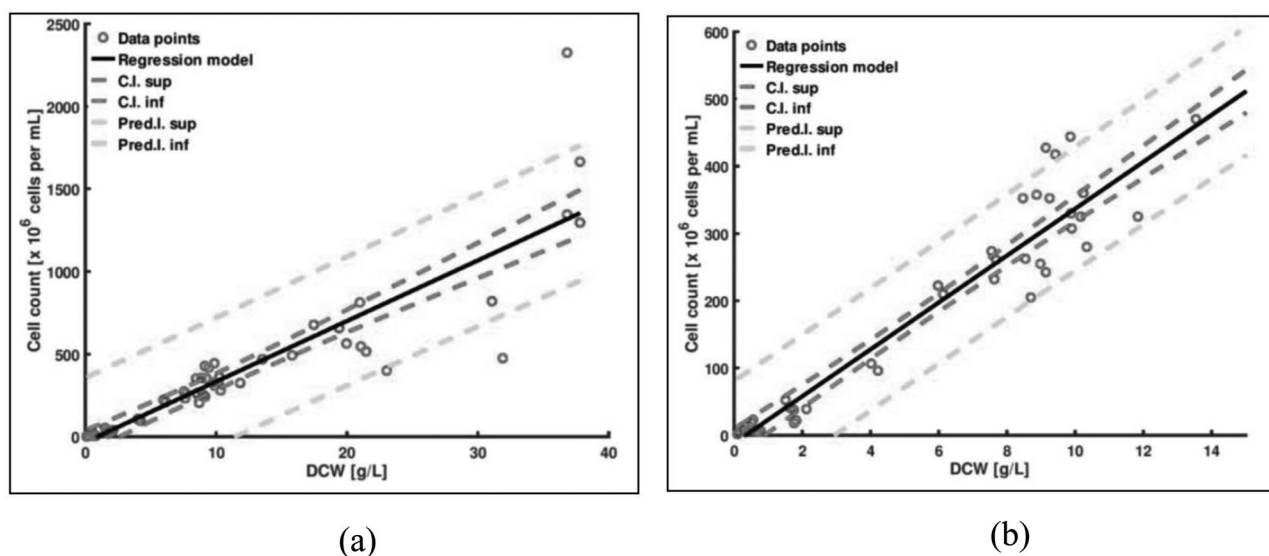 2500
2000
1500
1000
500
0
Cell count [x 10⁶ cells per mL]
Data points
Regression model
C.I. sup
C.I. inf
Pred.I. sup
Pred.I. inf
0 10 20 30 40
DCW [g/L]
(a)
600
500
400
300
200
100
0
Cell count [x 10⁶ cells per mL]
Data points
Regression model
C.I. sup
C.I. inf
Pred.I. sup
Pred.I. inf
0 2 4 6 8 10 12 14
DCW [g/L]
(b)